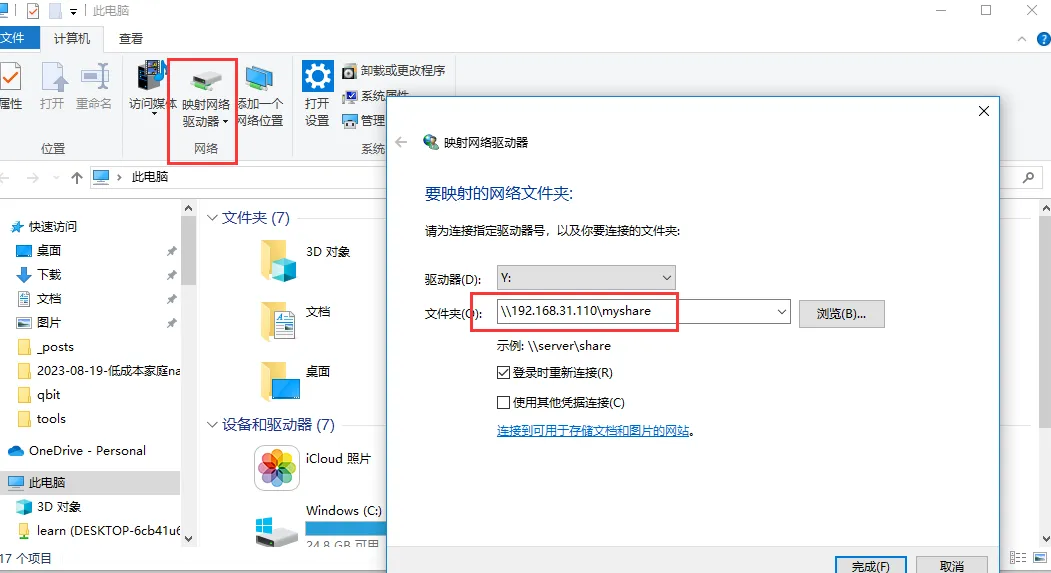 此电脑
文件
计算机
查看
属性
打开
重命名
访问媒体
映射网络
驱动器
添加一个
网络位置
打开
设置
卸载或更改程序
系统属性
管理
位置
网络
系统
此电脑
快速访问
桌面
下载
文档
图片
_posts
2023-08-19-低成本家庭na
qbit
tools
OneDrive - Personal
此电脑
3D 对象
learn (DESKTOP-6cb41u6
17 个项目
文件夹 (7)
3D 对象
文档
桌面
设备和驱动器 (7)
iCloud 照片
Windows (C:)
24.8 GB 可用
映射网络驱动器
要映射的网络文件夹:
请为连接指定驱动器号，以及你要连接的文件夹:
驱动器(D): Y:
文件夹(O): \\192.168.31.110\myshare
浏览(B)...
示例: \\server\share
登录时重新连接(R)
使用其他凭据连接(C)
连接到可用于存储文档和图片的网站。
完成(F)
取消